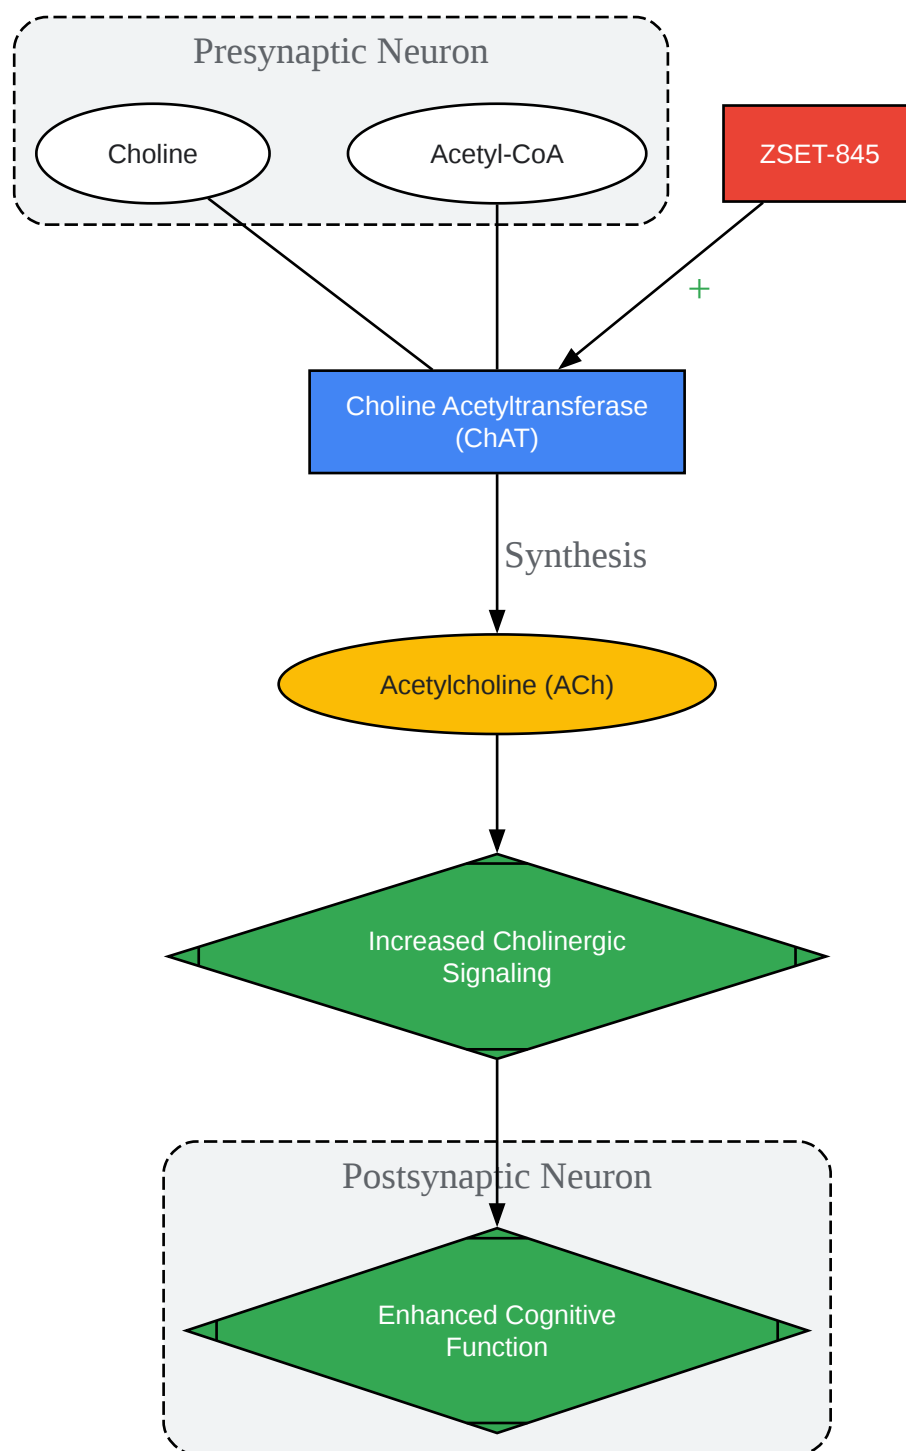 Presynaptic Neuron
Choline
Acetyl-CoA
ZSET-845
+
Choline Acetyltransferase
(ChAT)
Synthesis
Acetylcholine (ACh)
Increased Cholinergic
Signaling
Postsynaptic Neuron
Enhanced Cognitive
Function